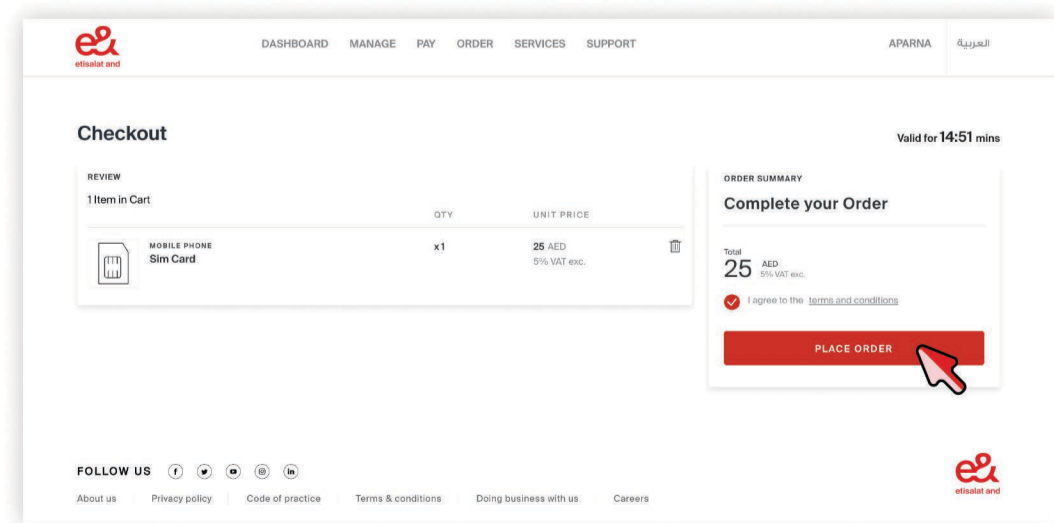 e&
etisalat and
DASHBOARD MANAGE PAY ORDER SERVICES SUPPORT APARNA العربية
Checkout
Valid for 14:51 mins
REVIEW
1 Item in Cart
QTY UNIT PRICE
MOBILE PHONE
Sim Card
x1 25 AED
5% VAT exc.
ORDER SUMMARY
Complete your Order
Total
25 AED
5% VAT exc.
I agree to the terms and conditions
PLACE ORDER
FOLLOW US
About us Privacy policy Code of practice Terms & conditions Doing business with us Careers
e&
etisalat and